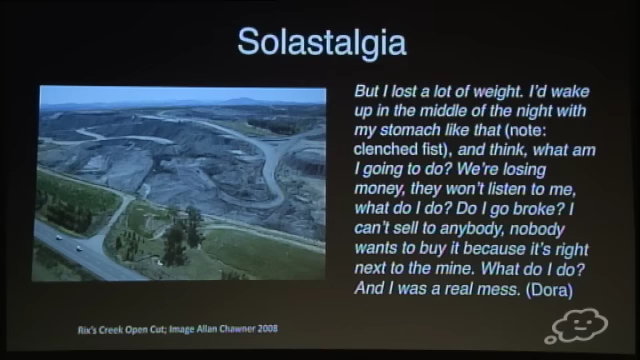 Solastalgia
But I lost a lot of weight. I'd wake
up in the middle of the night with
my stomach like that (note:
clenched fist), and think, what am
I going to do? We're losing
money, they won't listen to me,
what do I do? Do I go broke? I
can't sell to anybody, nobody
wants to buy it because it's right
next to the mine. What do I do?
And I was a real mess. (Dora)
Rix's Creek Open Cut; Image Allan Chawner 2008